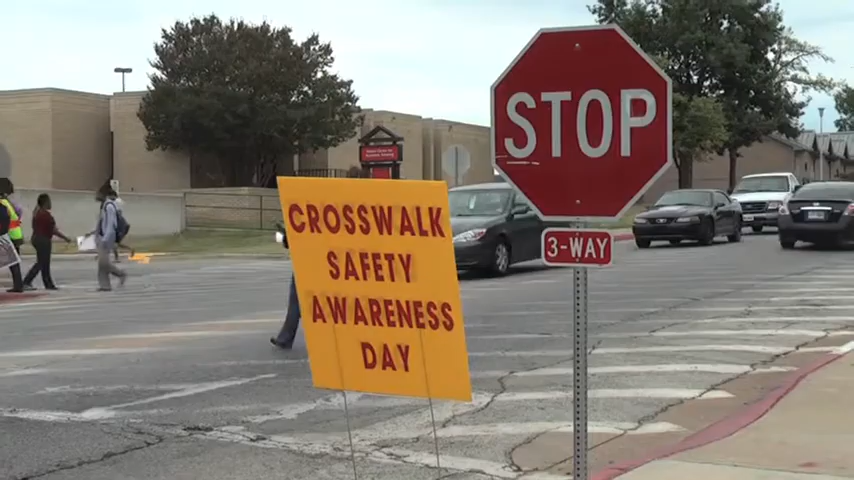 CROSSWALK
SAFETY
AWARENESS
DAY
STOP
3-WAY